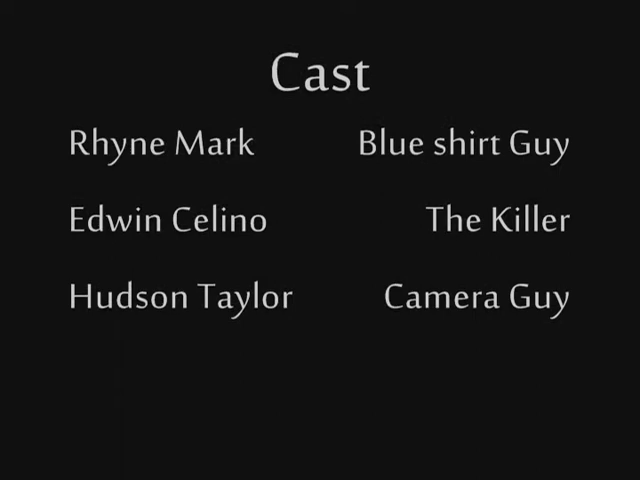 Cast
Rhyne Mark Blue shirt Guy
Edwin Celino The Killer
Hudson Taylor Camera Guy